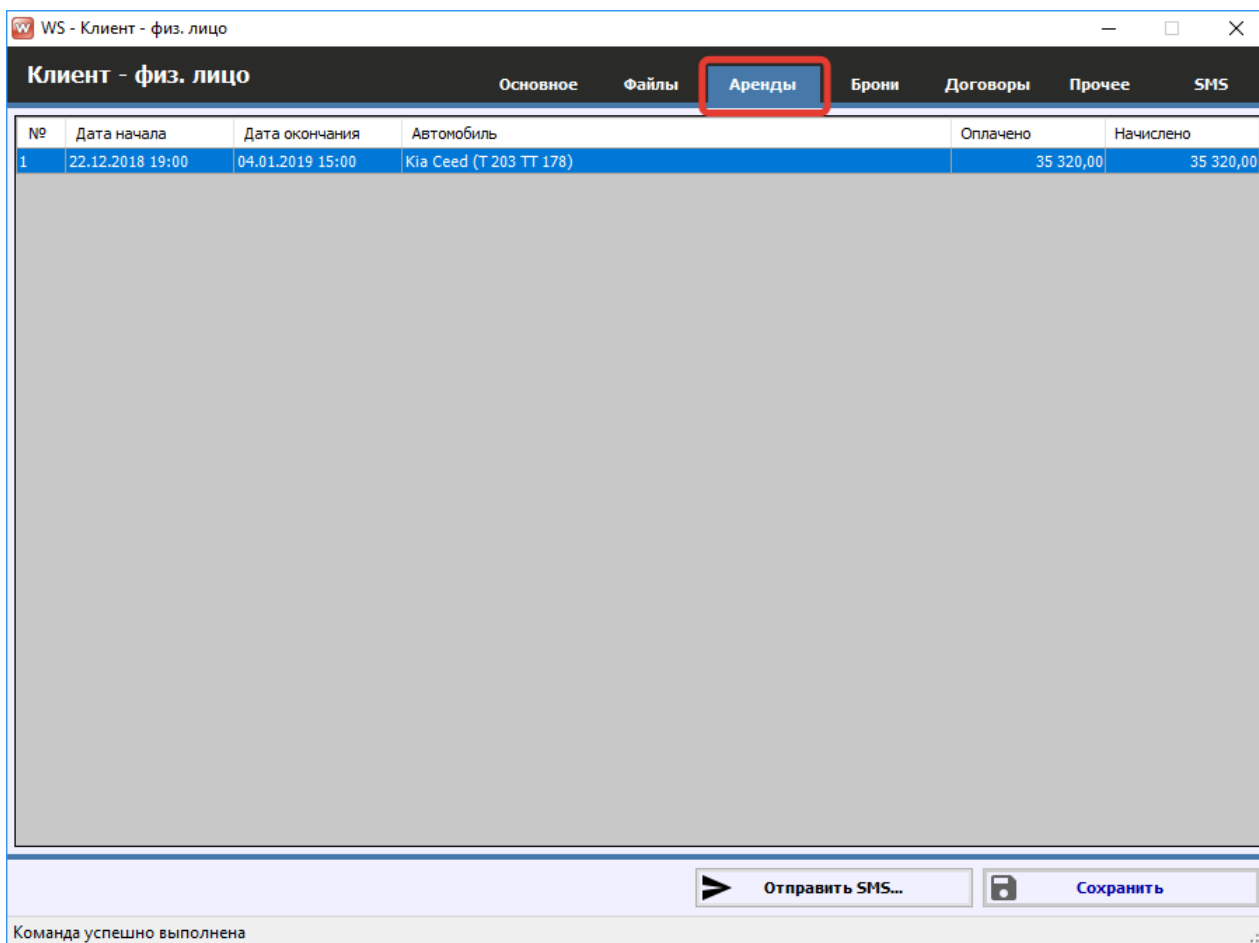 WS - Клиент - физ. лицо
Клиент - физ. лицо Основное Файлы Аренды Брони Договоры Прочее SMS
№ Дата начала Дата окончания Автомобиль Оплачено Начислено
1 22.12.2018 19:00 04.01.2019 15:00 Kia Ceed (Т 203 ТТ 178) 35 320,00 35 320,00
Отправить SMS... Сохранить
Команда успешно выполнена